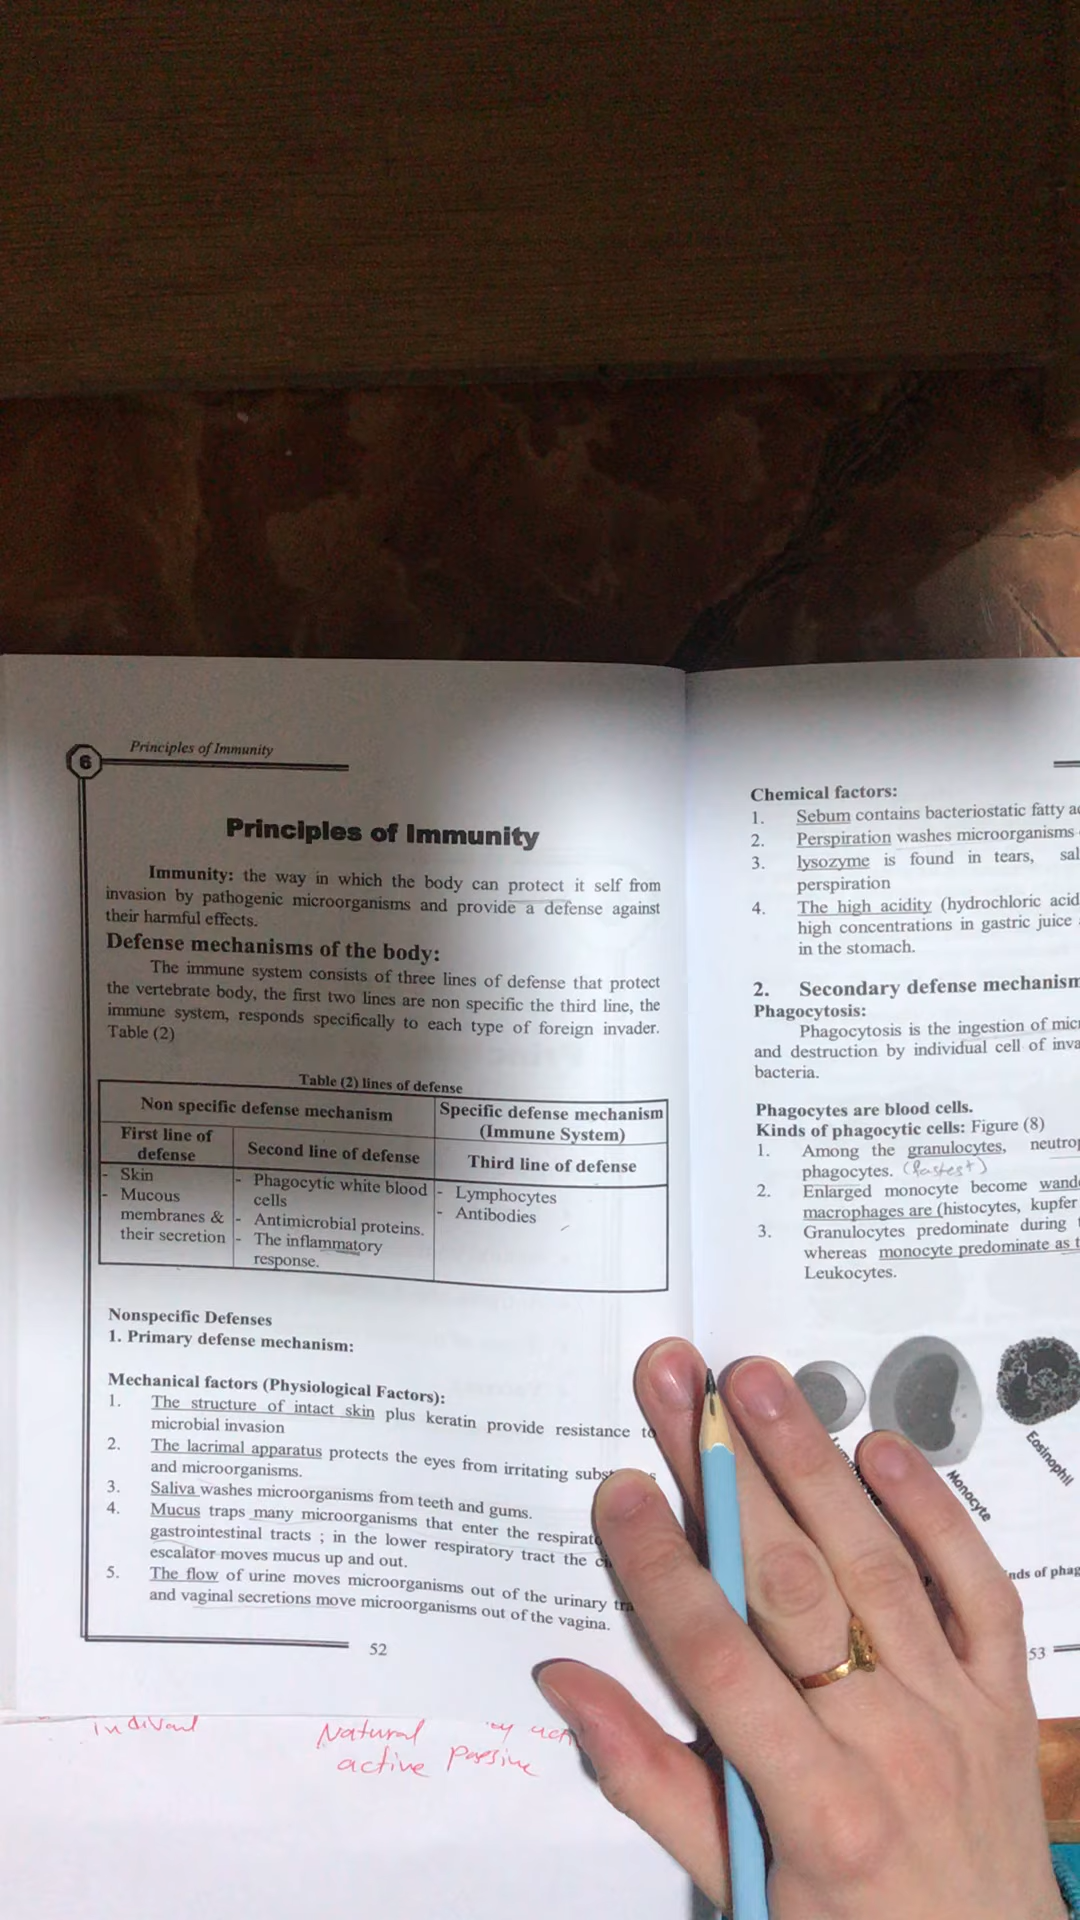 Principles of Immunity
6
Principles of Immunity
Immunity: the way in which the body can protect it self from
invasion by pathogenic microorganisms and provide a defense against
their harmful effects.
Defense mechanisms of the body:
The immune system consists of three lines of defense that protect
the vertebrate body, the first two lines are non specific the third line, the
immune system, responds specifically to each type of foreign invader.
Table (2)
Table (2) lines of defense
Non specific defense mechanism
Specific defense mechanism
(Immune System)
First line of
defense
Second line of defense
Third line of defense
- Skin
- Mucous
membranes &
their secretion
- Phagocytic white blood
cells
- Antimicrobial proteins.
- The inflammatory
response.
- Lymphocytes
- Antibodies
Nonspecific Defenses
1. Primary defense mechanism:
Mechanical factors (Physiological Factors):
1. The structure of intact skin plus keratin provide resistance to
microbial invasion
2. The lacrimal apparatus protects the eyes from irritating
and microorganisms.
3. Saliva washes microorganisms from teeth and gums.
4. Mucus traps many microorganisms that enter the
gastrointestinal tracts ; in the lower respiratory tract the
escalator moves mucus up and out.
5. The flow of urine moves microorganisms out of the urinary
and vaginal secretions move microorganisms out of the vagina.
52
Natural
active
Chemical factors:
1. Sebum contains bacteriostatic fatty
2. Perspiration washes microorganisms
3. lysozyme is found in tears,
perspiration
4. The high acidity (hydrochloric acid
high concentrations in gastric juice
in the stomach.
2. Secondary defense mechanism
Phagocytosis:
Phagocytosis is the ingestion of
and destruction by individual cell of
bacteria.
Phagocytes are blood cells.
Kinds of phagocytic cells: Figure (8)
1. Among the granulocytes,
phagocytes. (fastest)
2. Enlarged monocyte become
macrophages are (histocytes, kupfer
3. Granulocytes predominate during
whereas monocyte predominate as
Leukocytes.
Monocyte
Eosinophil
of
53